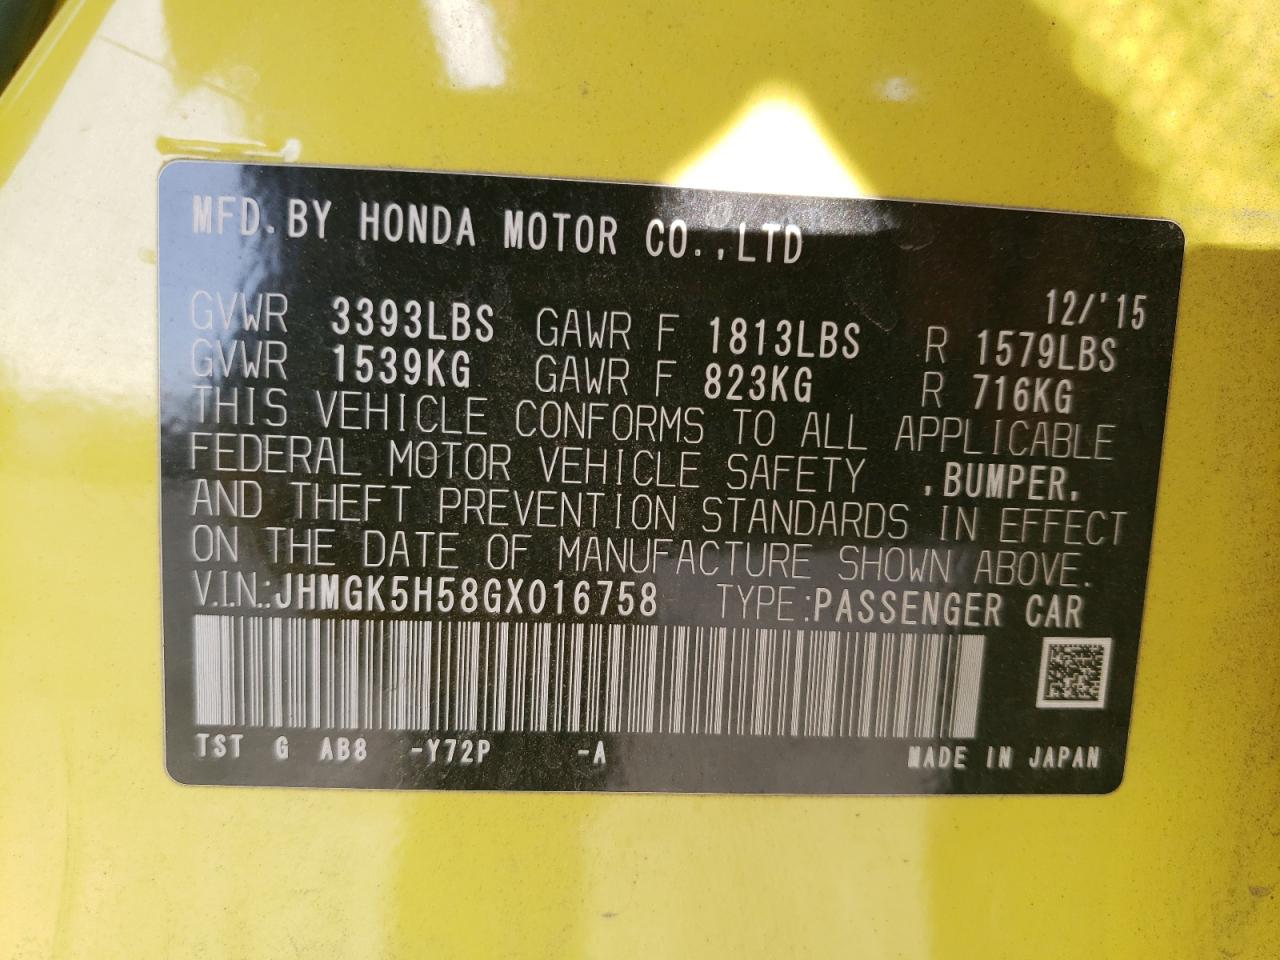 MFD.BY HONDA MOTOR CO.,LTD
12/'15
GVWR 3393LBS GAWR F 1813LBS R 1579LBS
GVWR 1539KG GAWR F 823KG R 716KG
THIS VEHICLE CONFORMS TO ALL APPLICABLE
FEDERAL MOTOR VEHICLE SAFETY ,BUMPER,
AND THEFT PREVENTION STANDARDS IN EFFECT
ON THE DATE OF MANUFACTURE SHOWN ABOVE.
V.I.N.:JHMGK5H58GX016758 TYPE:PASSENGER CAR
TST G AB8 -Y72P -A MADE IN JAPAN